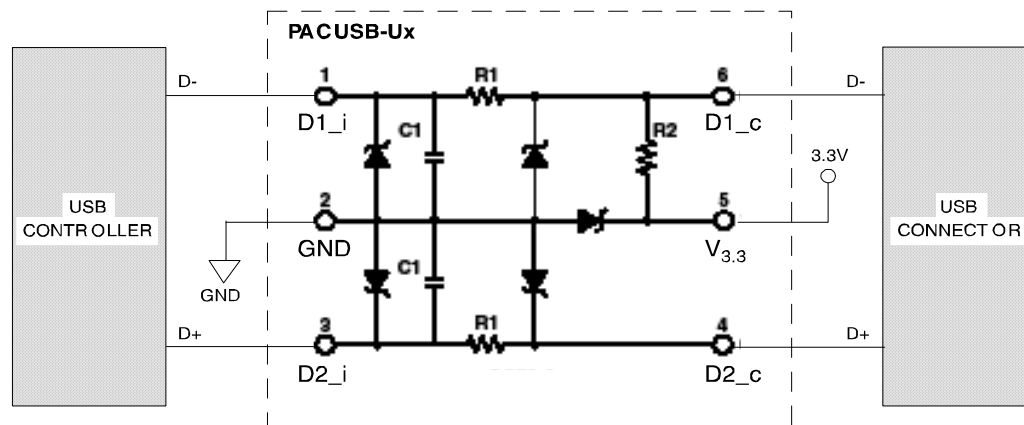 PACUSB-Ux
D-
1
R1
6
D-
D1_i
C1
D1_c
R2
3.3V
USB
CONTROLLER
2
5
USB
CONNECTOR
GND
V3.3
C1
GND
D+
3
R1
4
D+
D2_i
D2_c